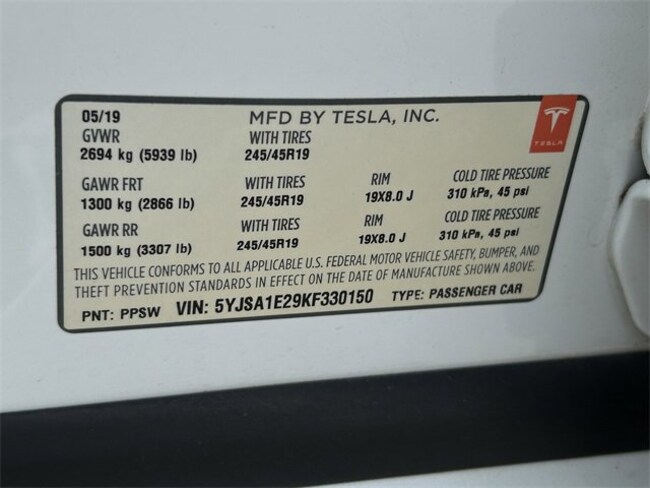 05/19 MFD BY TESLA, INC.
GVWR WITH TIRES
2694 kg (5939 lb) 245/45R19
TESLA
GAWR FRT WITH TIRES RIM COLD TIRE PRESSURE
1300 kg (2866 lb) 245/45R19 19X8.0 J 310 kPa, 45 psi
GAWR RR WITH TIRES RIM COLD TIRE PRESSURE
1500 kg (3307 lb) 245/45R19 19X8.0 J 310 kPa, 45 psi
THIS VEHICLE CONFORMS TO ALL APPLICABLE U.S. FEDERAL MOTOR VEHICLE SAFETY, BUMPER, AND
THEFT PREVENTION STANDARDS IN EFFECT ON THE DATE OF MANUFACTURE SHOWN ABOVE.
PNT: PPSW VIN: 5YJSA1E29KF330150 TYPE: PASSENGER CAR